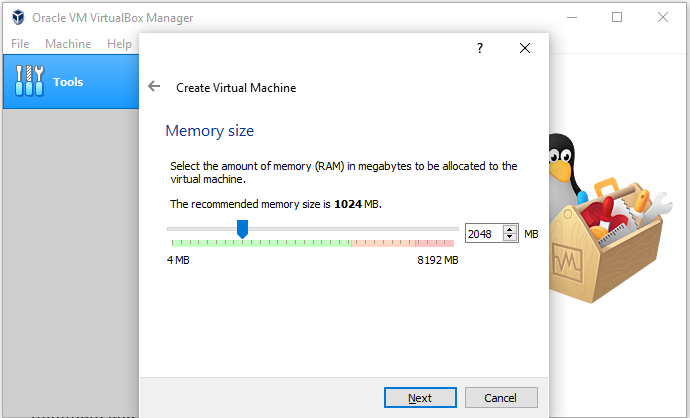 Oracle VM VirtualBox Manager
File Machine Help
Tools
?
Create Virtual Machine
Memory size
Select the amount of memory (RAM) in megabytes to be allocated to the
virtual machine.
The recommended memory size is 1024 MB.
2048 MB
4 MB 8192 MB
Next Cancel